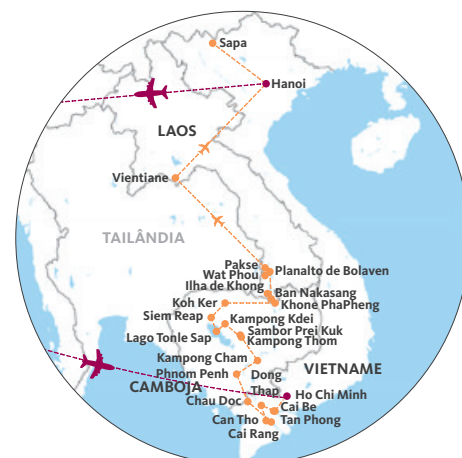 Sapa
Hanoi
LAOS
Vientiane
TAILÂNDIA
Pakse
Wat Phou
Planalto de Bolaven
Ilha de Khong
Ban Nakasang
Koh Ker
Khone PhaPheng
Siem Reap
Kampong Kdei
Sambor Prei Kuk
Lago Tonle Sap
Kampong Thom
Kampong Cham
Phnom Penh
Dong
Thap
VIETNAME
CAMBOJA
Ho Chi Minh
Chau Doc
Cai Be
Can Tho
Tan Phong
Cai Rang